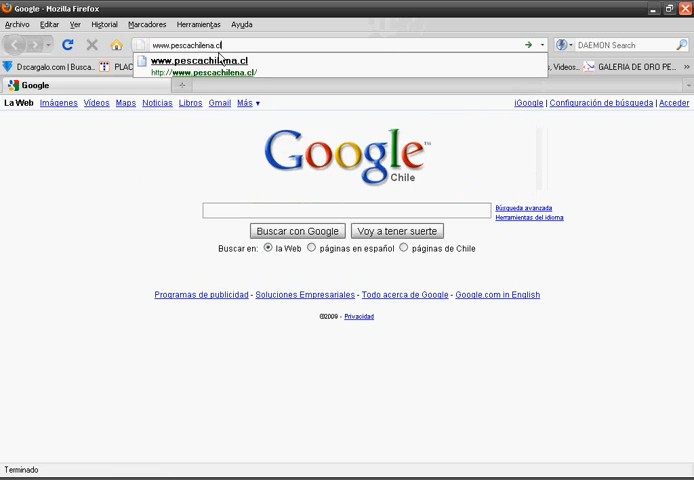 Google - Mozilla Firefox
Archivo Editar Ver Historial Marcadores Herramientas Ayuda
www.pescachilena.cl DAEMON Search
www.pescachilena.cl
http://www.pescachilena.cl/
Dscargalo.com | Busca... PLAC s, Videos... GALERIA DE ORO PE...
Google
La Web Imágenes Vídeos Maps Noticias Libros Gmail Más ▼ iGoogle | Configuración de búsqueda | Acceder
Google™
Chile
Búsqueda avanzada
Herramientas del idioma
Buscar con Google Voy a tener suerte
Buscar en: la Web páginas en español páginas de Chile
Programas de publicidad - Soluciones Empresariales - Todo acerca de Google - Google.com in English
©2009 - Privacidad
Terminado